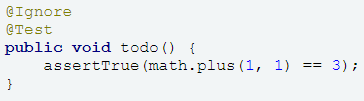 @Ignore
@Test
public void todo() {
    assertTrue(math.plus(1, 1) == 3);
}